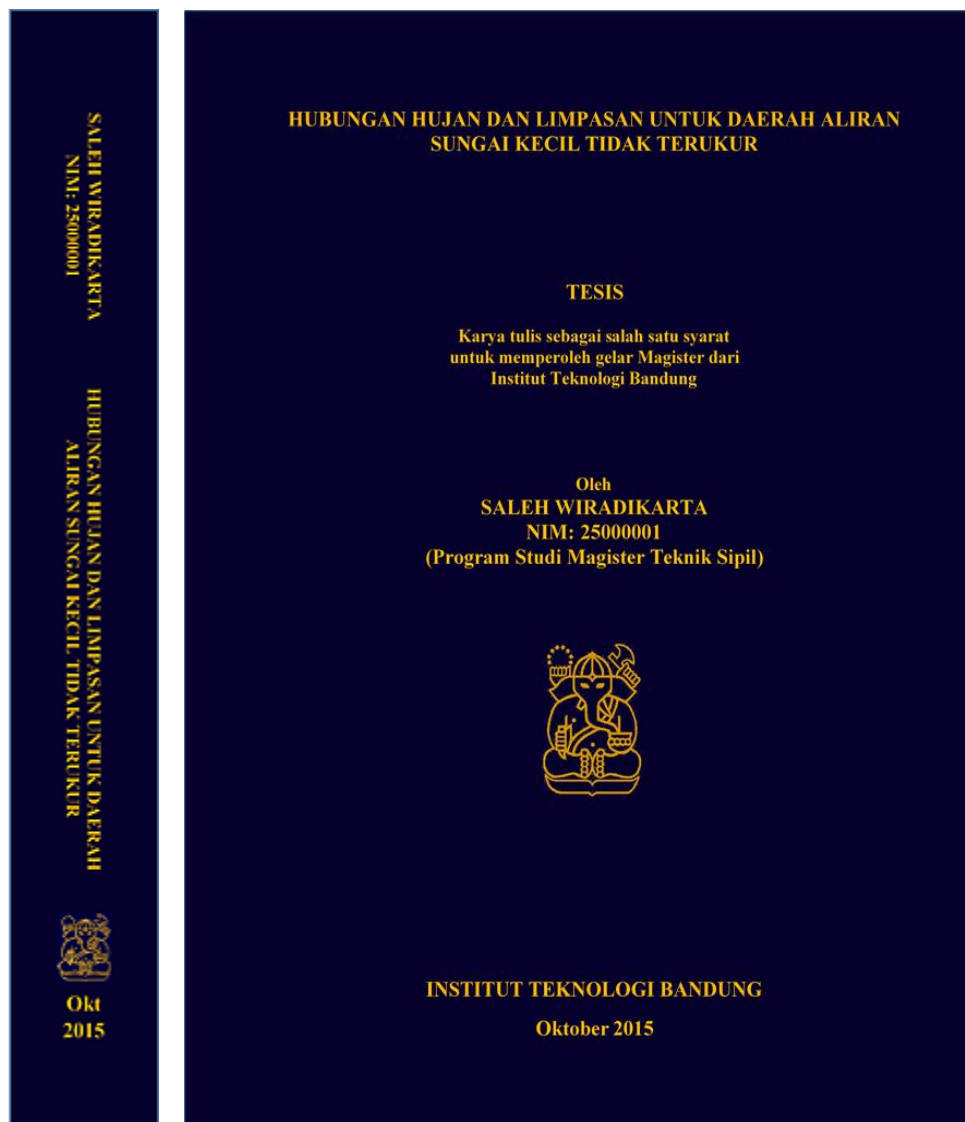 SALEH WIRADIKARTA
NIM: 25000001
HUBUNGAN HUJAN DAN LIMPASAN UNTUK DAERAH
ALIRAN SUNGAI KECIL TIDAK TERUKUR
Okt
2015
HUBUNGAN HUJAN DAN LIMPASAN UNTUK DAERAH ALIRAN
SUNGAI KECIL TIDAK TERUKUR
TESIS
Karya tulis sebagai salah satu syarat
untuk memperoleh gelar Magister dari
Institut Teknologi Bandung
Oleh
SALEH WIRADIKARTA
NIM: 25000001
(Program Studi Magister Teknik Sipil)
INSTITUT TEKNOLOGI BANDUNG
Oktober 2015